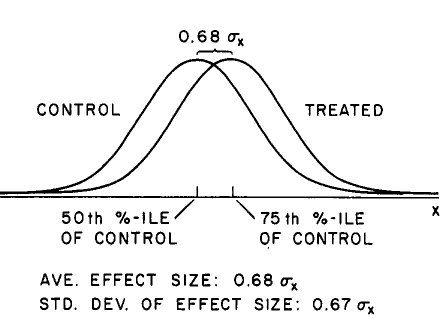 0.68 σx
CONTROL
TREATED
x
50th %-ILE
OF CONTROL
75th %-ILE
OF CONTROL
AVE. EFFECT SIZE: 0.68 σx
STD. DEV. OF EFFECT SIZE: 0.67 σx